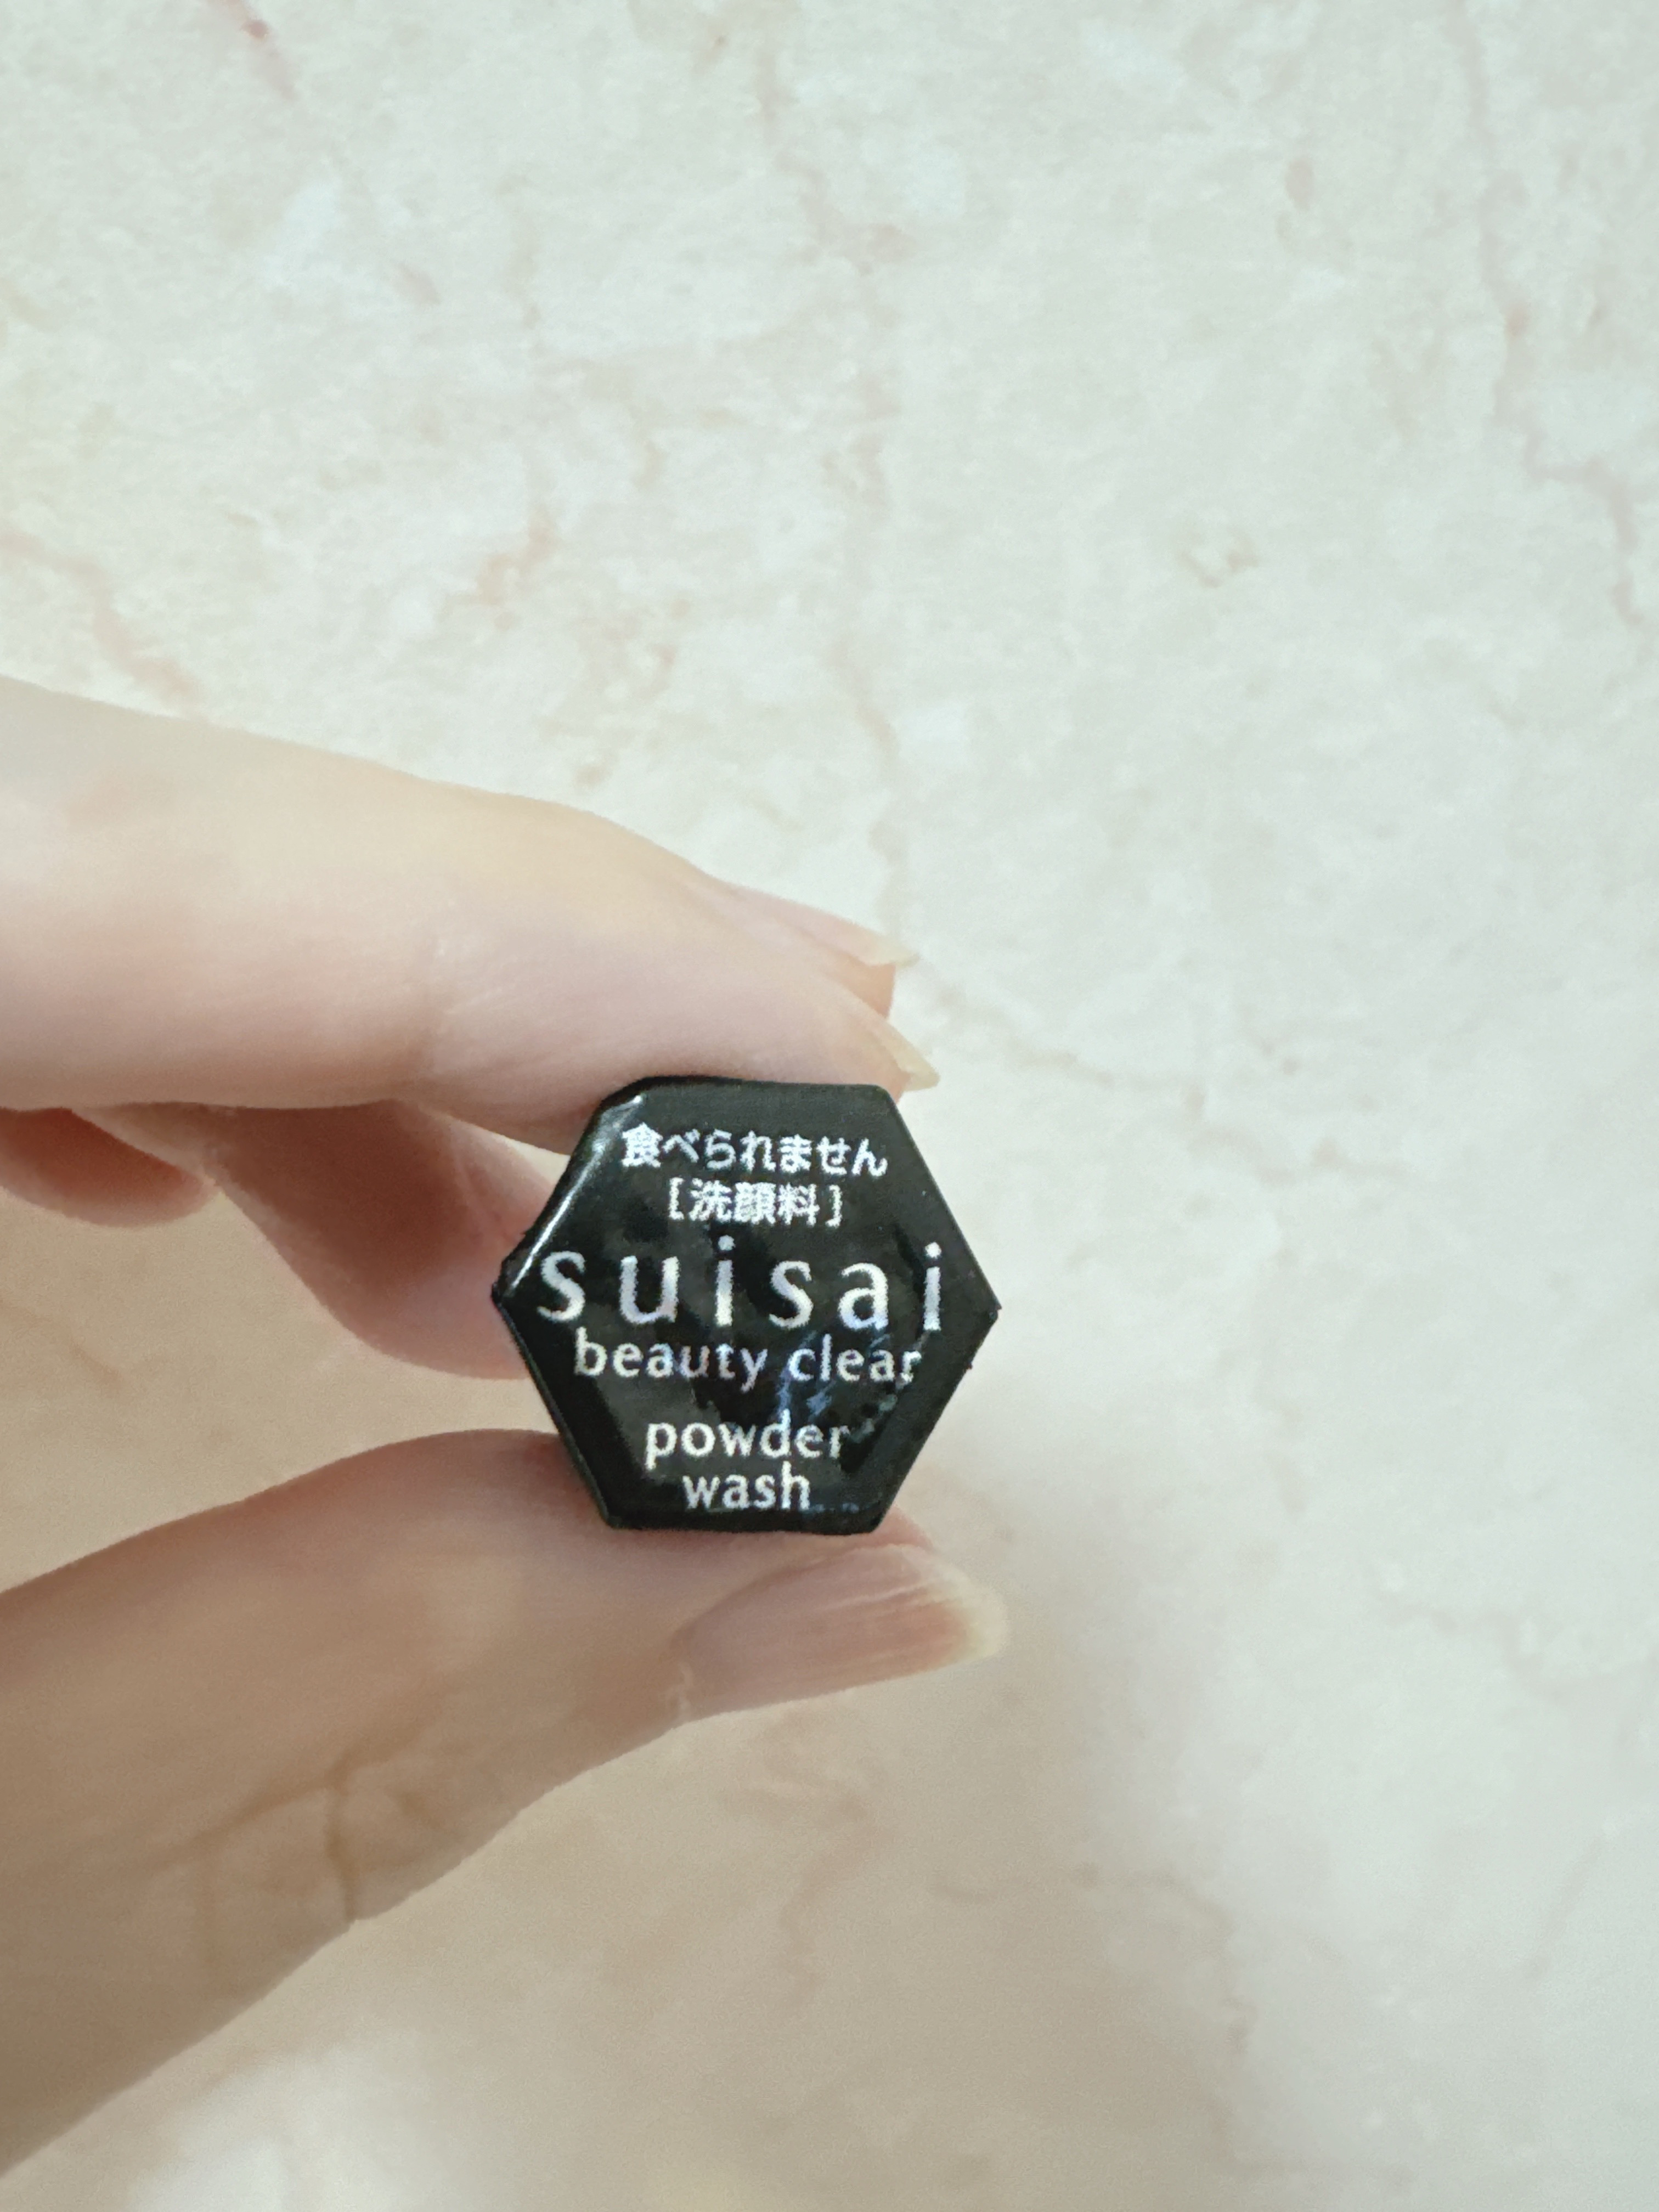 食べられません
[洗顔料]
suisai
beauty clear
powder
wash